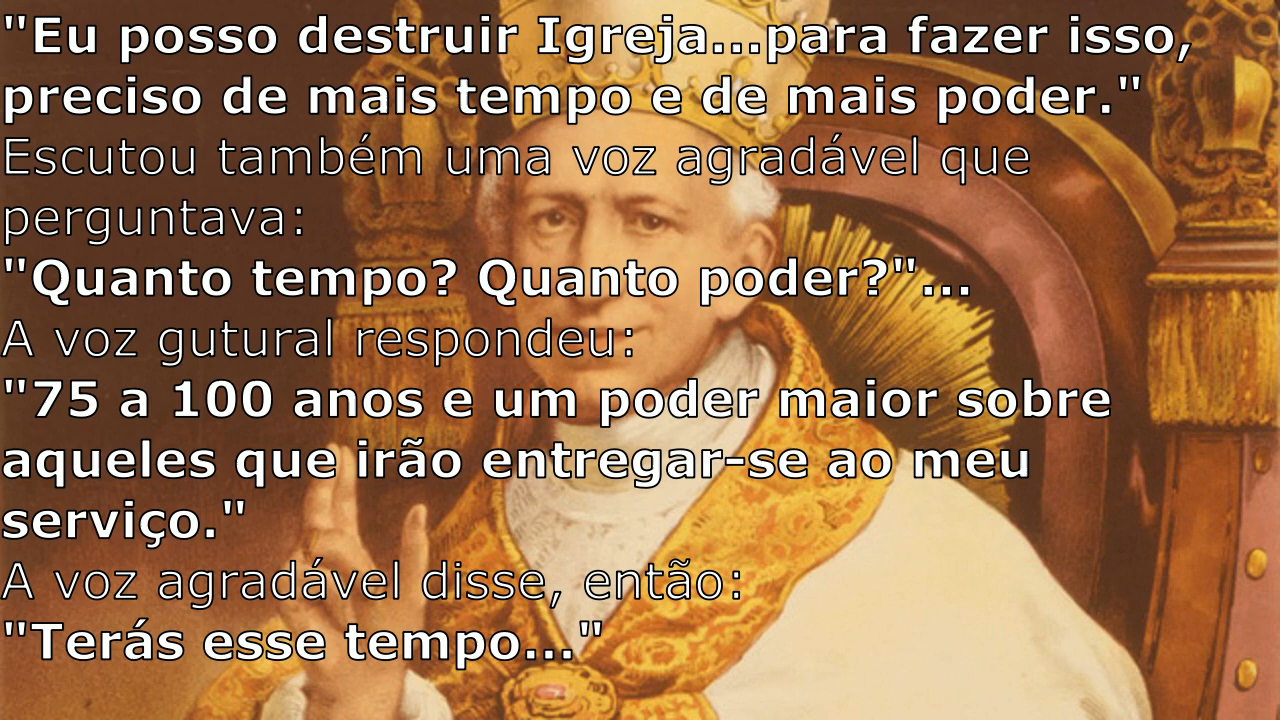 "Eu posso destruir Igreja...para fazer isso,
preciso de mais tempo e de mais poder."
Escutou também uma voz agradável que
perguntava:
"Quanto tempo? Quanto poder?"...
A voz gutural respondeu:
"75 a 100 anos e um poder maior sobre
aqueles que irão entregar-se ao meu
serviço."
A voz agradável disse, então:
"Terás esse tempo..."